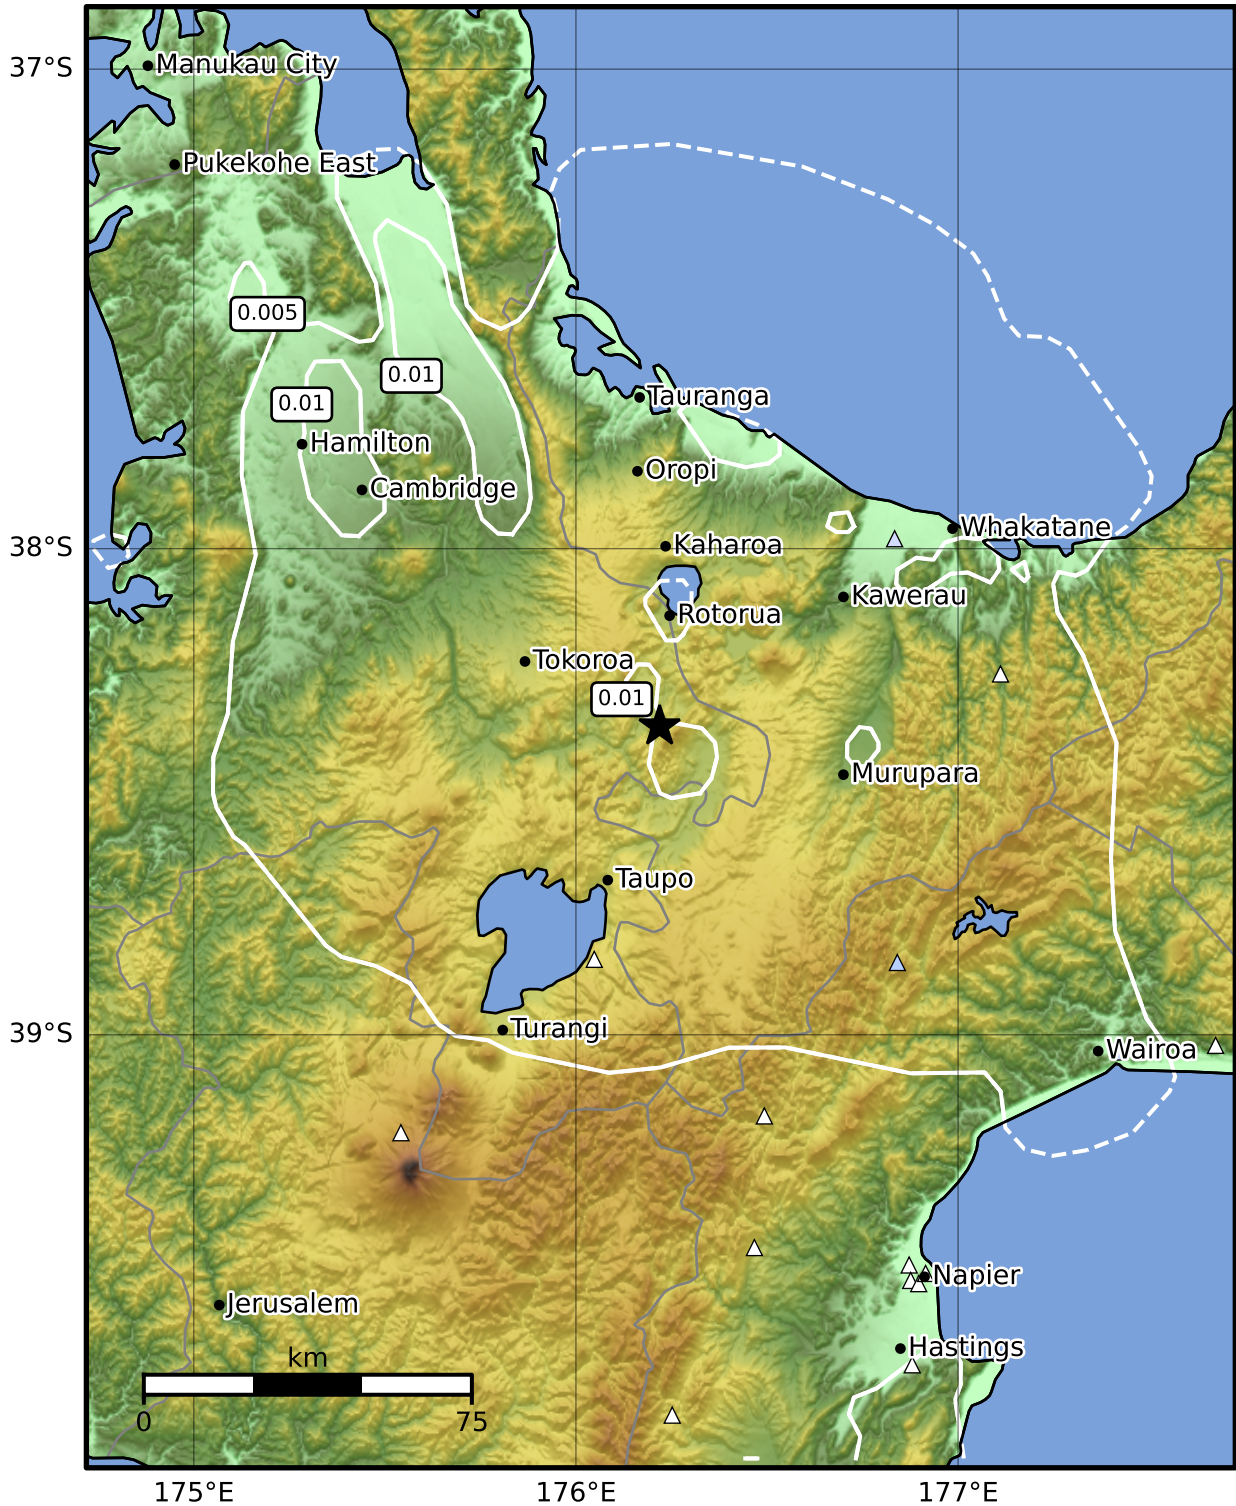 37°S
Manukau City
Pukekohe East
0.005
0.01
0.01
Tauranga
Hamilton
Oropi
Cambridge
Whakatane
38°S
Kaharoa
Kawerau
Rotorua
Tokoroa
0.01
Murupara
Taupo
Turangi
39°S
Wairoa
Napier
Jerusalem
Hastings
km
0 75
175°E 176°E 177°E